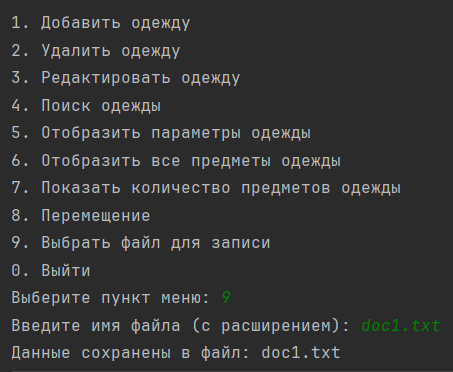 1. Добавить одежду
2. Удалить одежду
3. Редактировать одежду
4. Поиск одежды
5. Отобразить параметры одежды
6. Отобразить все предметы одежды
7. Показать количество предметов одежды
8. Перемещение
9. Выбрать файл для записи
0. Выйти
Выберите пункт меню: 9
Введите имя файла (с расширением): doc1.txt
Данные сохранены в файл: doc1.txt